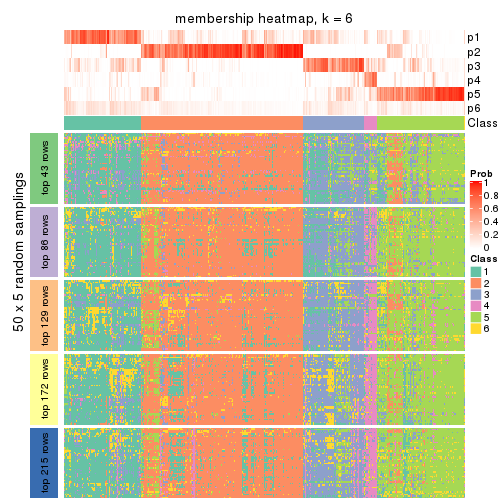 membership heatmap, k = 6
p1
p2
p3
p4
p5
p6
Class
50 x 5 random samplings
top 43 rows
top 86 rows
top 129 rows
top 172 rows
top 215 rows
Prob
1
0.8
0.6
0.4
0.2
0
Class
1
2
3
4
5
6